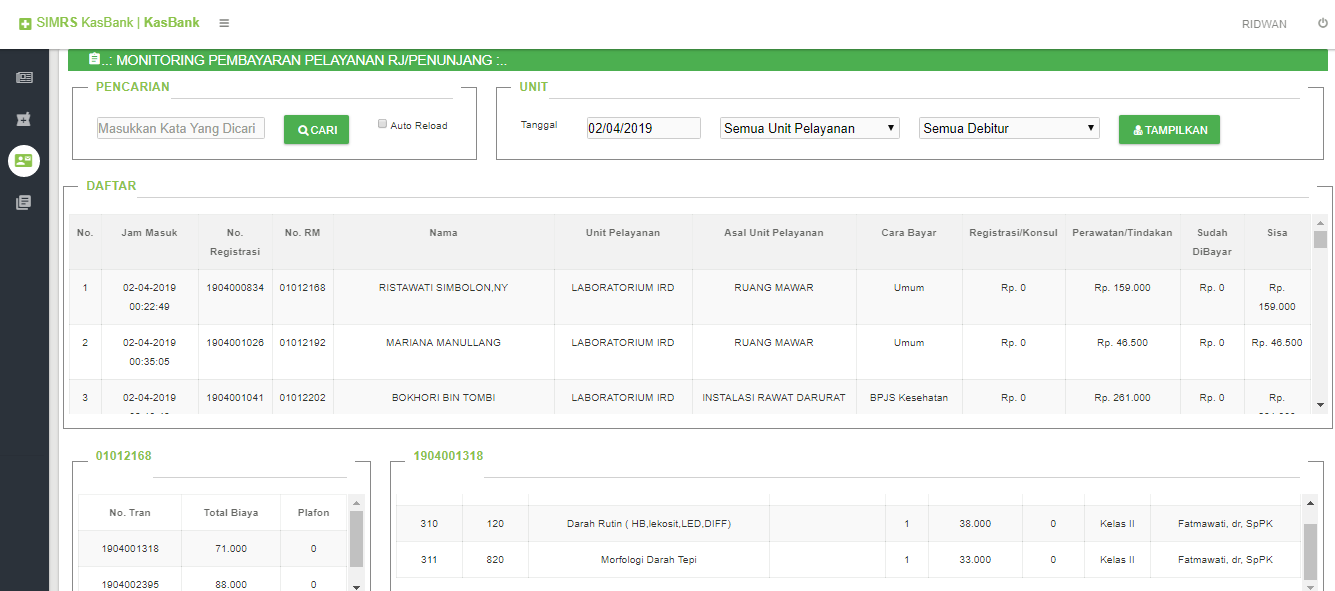 SIMRS KasBank | KasBank
RIDWAN
..: MONITORING PEMBAYARAN PELAYANAN RJ/PENUNJANG :..
PENCARIAN
UNIT
Masukkan Kata Yang Dicari
CARI
Auto Reload
Tanggal
02/04/2019
Semua Unit Pelayanan
Semua Debitur
TAMPILKAN
DAFTAR
No. Jam Masuk No. Registrasi No. RM Nama Unit Pelayanan Asal Unit Pelayanan Cara Bayar Registrasi/Konsul Perawatan/Tindakan Sudah DiBayar Sisa
1 02-04-2019 00:22:49 1904000834 01012168 RISTAWATI SIMBOLON,NY LABORATORIUM IRD RUANG MAWAR Umum Rp. 0 Rp. 159.000 Rp. 0 Rp. 159.000
2 02-04-2019 00:35:05 1904001026 01012192 MARIANA MANULLANG LABORATORIUM IRD RUANG MAWAR Umum Rp. 0 Rp. 46.500 Rp. 0 Rp. 46.500
3 02-04-2019 1904001041 01012202 BOKHORI BIN TOMBI LABORATORIUM IRD INSTALASI RAWAT DARURAT BPJS Kesehatan Rp. 0 Rp. 261.000 Rp. 0 Rp.
01012168
No. Tran Total Biaya Plafon
1904001318 71.000 0
1904002395 88.000 0
1904001318
310 120 Darah Rutin ( HB,lekosit,LED,DIFF) 1 38.000 0 Kelas II Fatmawati, dr, SpPK
311 820 Morfologi Darah Tepi 1 33.000 0 Kelas II Fatmawati, dr, SpPK